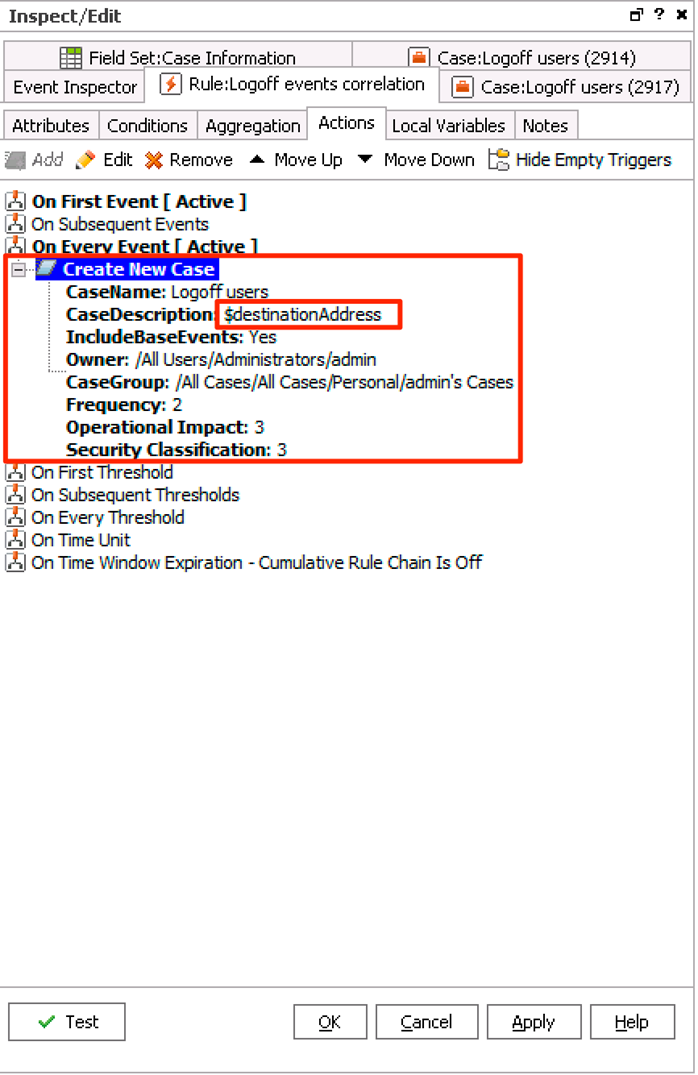 Inspect/Edit ?
Field Set:Case Information Case:Logoff users (2914)
Event Inspector Rule:Logoff events correlation Case:Logoff users (2917)
Attributes Conditions Aggregation Actions Local Variables Notes
Add Edit Remove Move Up Move Down Hide Empty Triggers
On First Event [ Active ]
On Subsequent Events
On Every Event [ Active ]
Create New Case
CaseName: Logoff users
CaseDescription: $destinationAddress
IncludeBaseEvents: Yes
Owner: /All Users/Administrators/admin
CaseGroup: /All Cases/All Cases/Personal/admin's Cases
Frequency: 2
Operational Impact: 3
Security Classification: 3
On First Threshold
On Subsequent Thresholds
On Every Threshold
On Time Unit
On Time Window Expiration - Cumulative Rule Chain Is Off
Test OK Cancel Apply Help